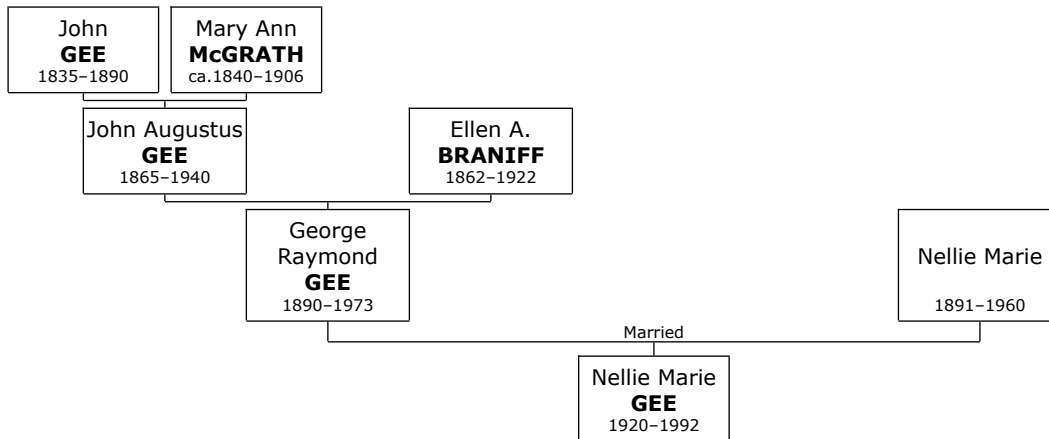 John
GEE
1835–1890
Mary Ann
McGRATH
ca.1840–1906
John Augustus
GEE
1865–1940
Ellen A.
BRANIFF
1862–1922
George
Raymond
GEE
1890–1973
Nellie Marie
1891–1960
Married
Nellie Marie
GEE
1920–1992